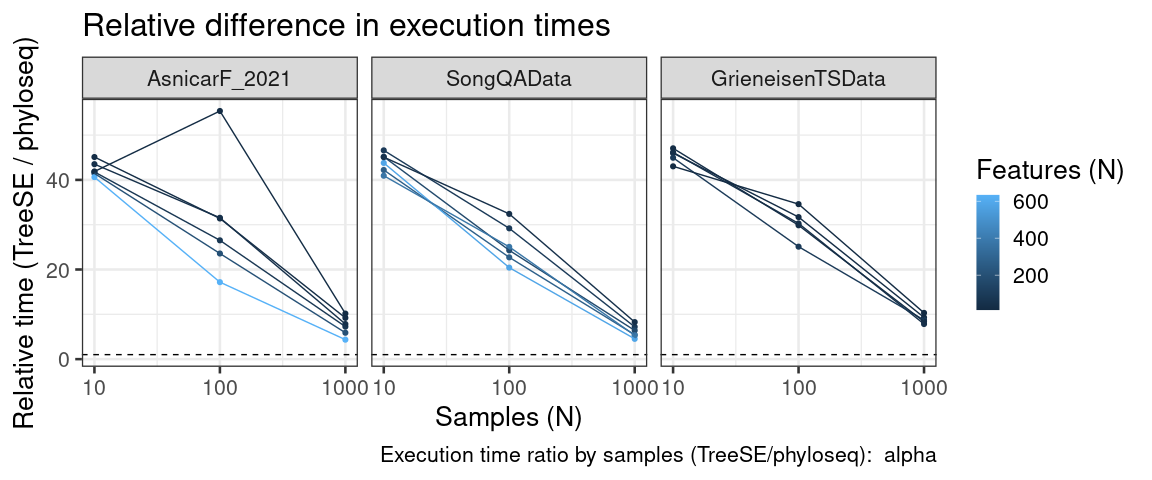 Relative difference in execution times
AsnicarF_2021 SongQAData GrieneisenTSData
Relative time (TreeSE / phyloseq)
40
20
0
10 100 1000 10 100 1000 10 100 1000
Samples (N)
Features (N)
600
400
200
Execution time ratio by samples (TreeSE/phyloseq): alpha